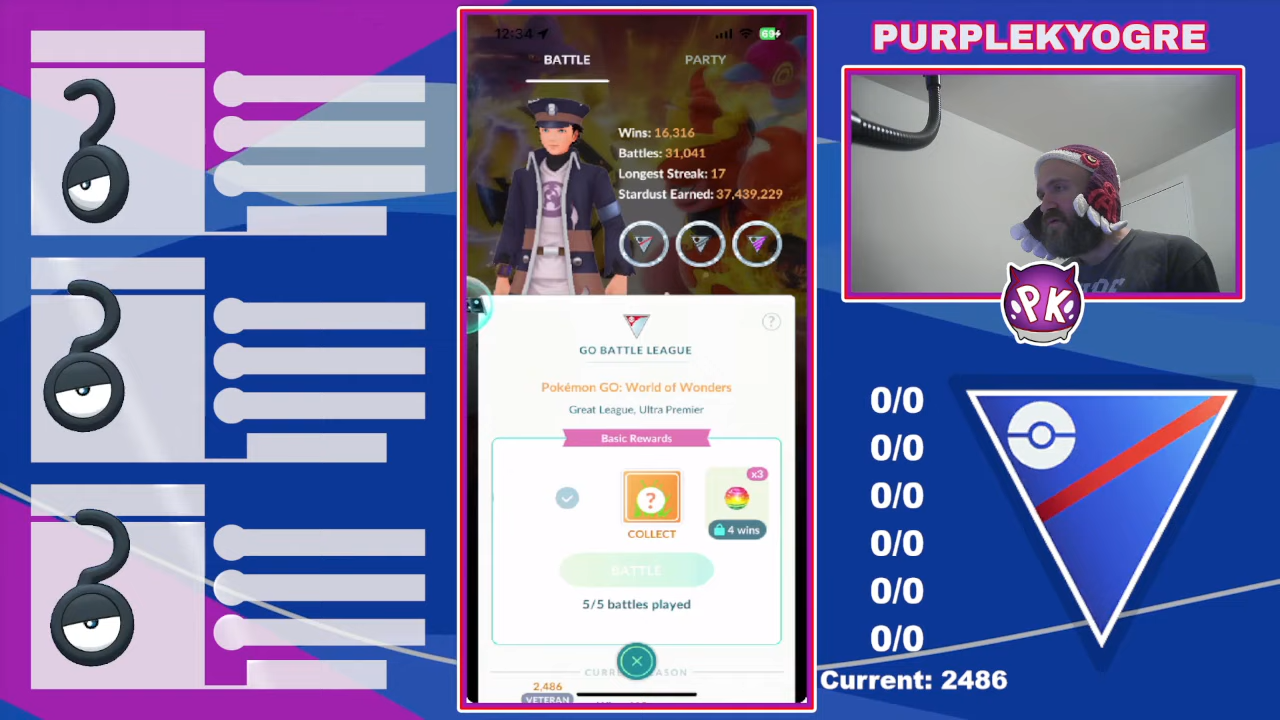 PURPLEKYOGRE
12:34
69
BATTLE
PARTY
Wins: 16,316
Battles: 31,041
Longest Streak: 17
Stardust Earned: 37,439,229
PK
GO BATTLE LEAGUE
?
Pokémon GO: World of Wonders
Great League, Ultra Premier
Basic Rewards
?
COLLECT
x3
4 wins
BATTLE
5/5 battles played
2,486
VETERAN
0/0
0/0
0/0
0/0
0/0
0/0
Current: 2486